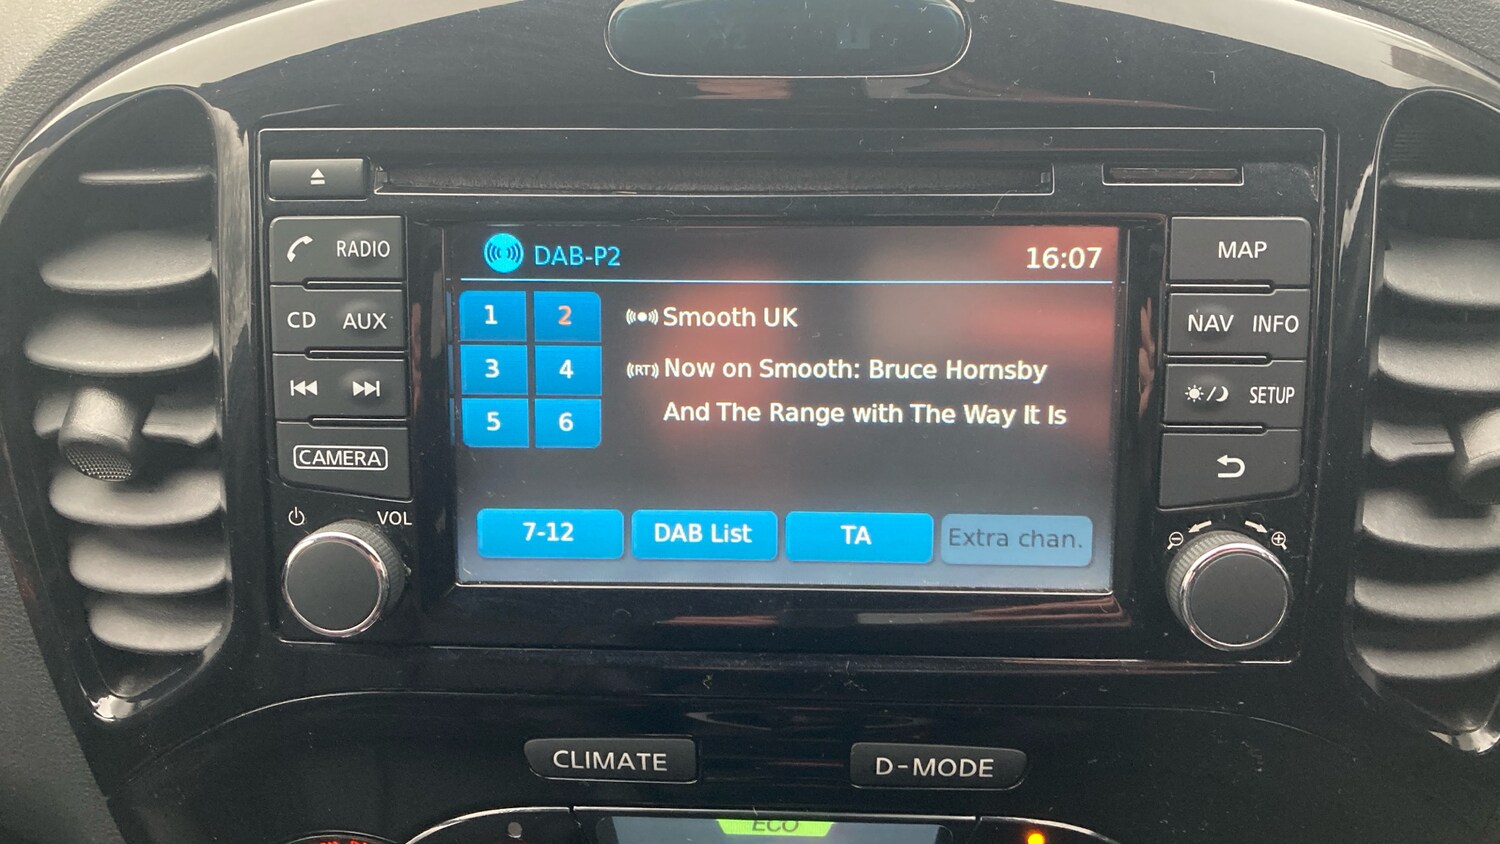 DAB-P2
16:07
RADIO
MAP
1 2
Smooth UK
CD AUX
NAV INFO
3 4
((RT)) Now on Smooth: Bruce Hornsby
And The Range with The Way It Is
SETUP
5 6
CAMERA
VOL
7-12
DAB List
TA
Extra chan.
CLIMATE
D-MODE
ECO